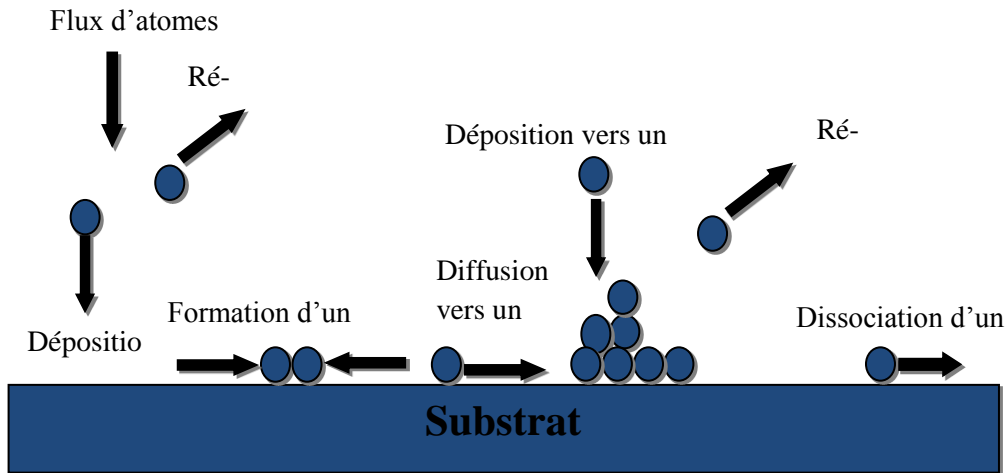 Flux d’atomes
Ré-
Déposition vers un
Ré-
Diffusion
vers un
Formation d’un
Dépositio
Dissociation d’un
Substrat